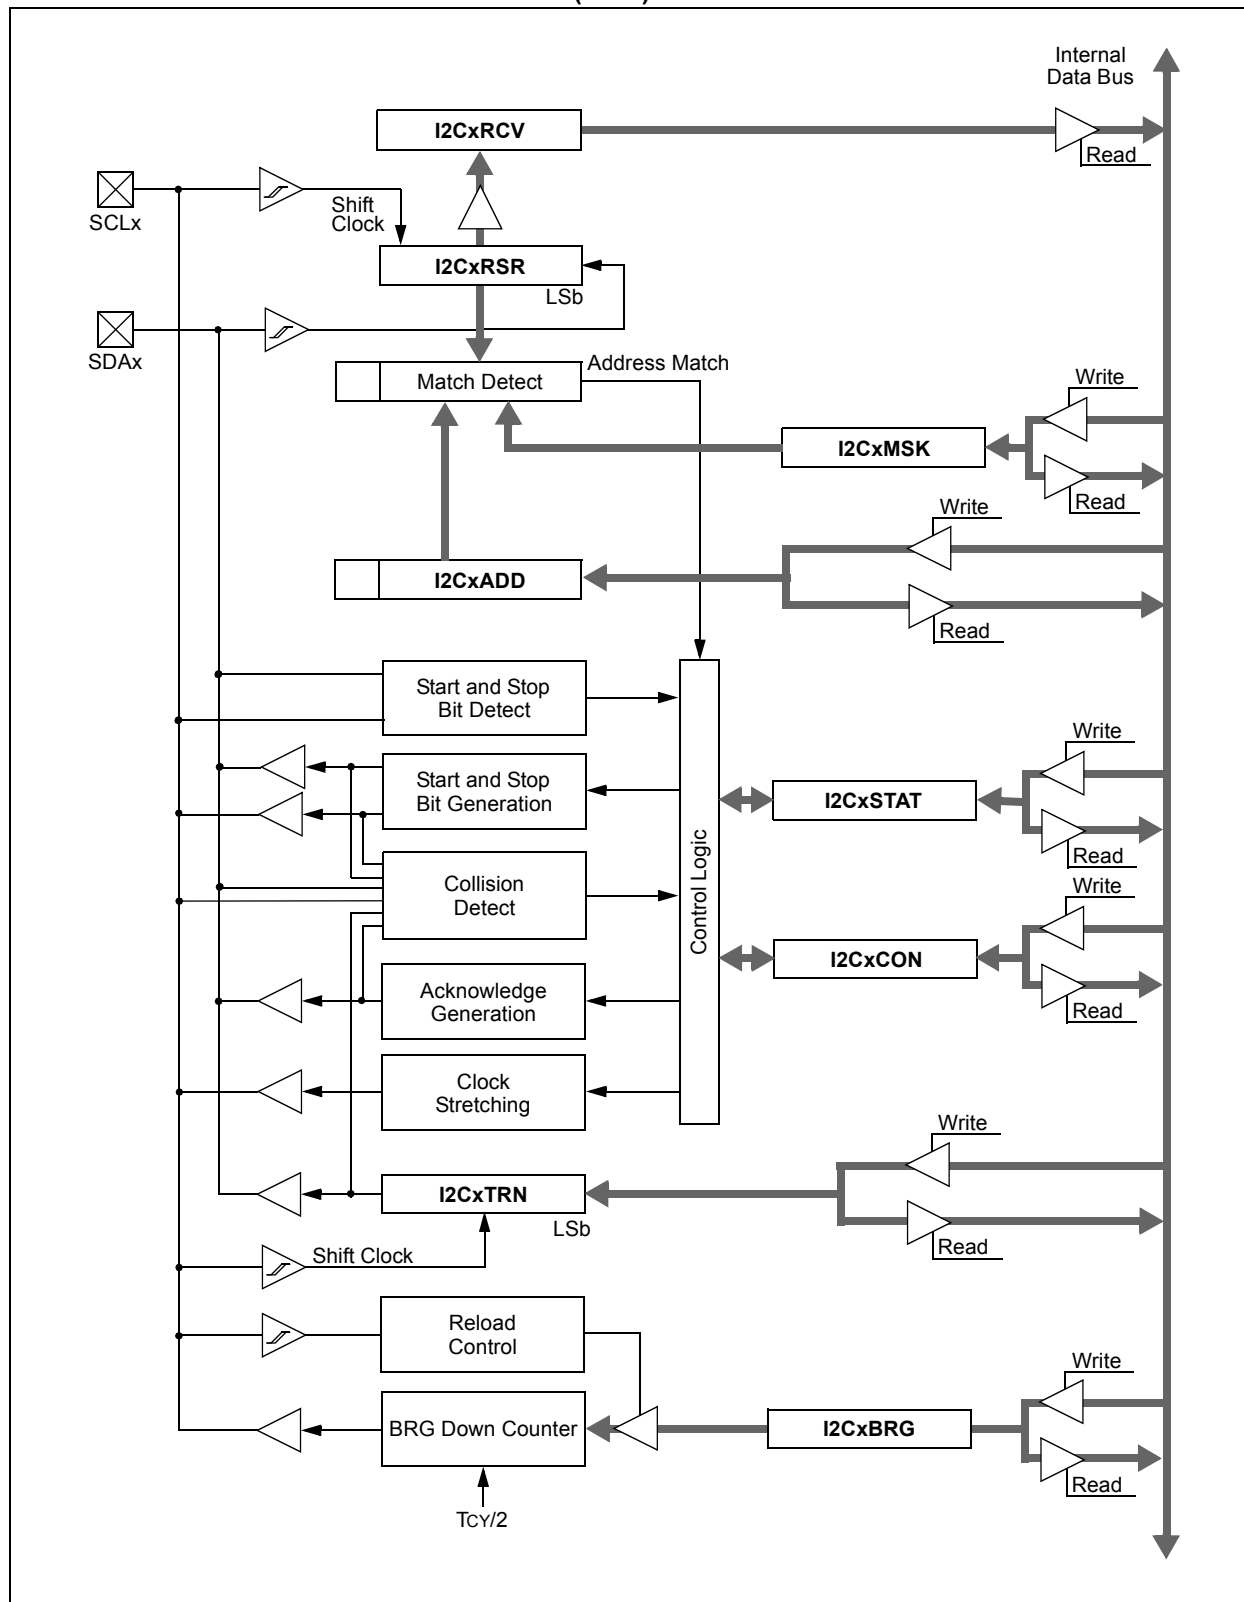 Internal
Data Bus
I2CxRCV
Read
SCLx
Shift
Clock
I2CxRSR
LSb
SDAx
Address Match
Match Detect
Write
I2CxMSK
Read
Write
I2CxADD
Read
Start and Stop
Bit Detect
Write
Start and Stop
Bit Generation
I2CxSTAT
Control Logic
Read
Collision
Detect
Write
I2CxCON
Acknowledge
Generation
Read
Clock
Stretching
Write
I2CxTRN
LSb
Read
Shift Clock
Reload
Control
Write
BRG Down Counter
I2CxBRG
Read
TCY/2